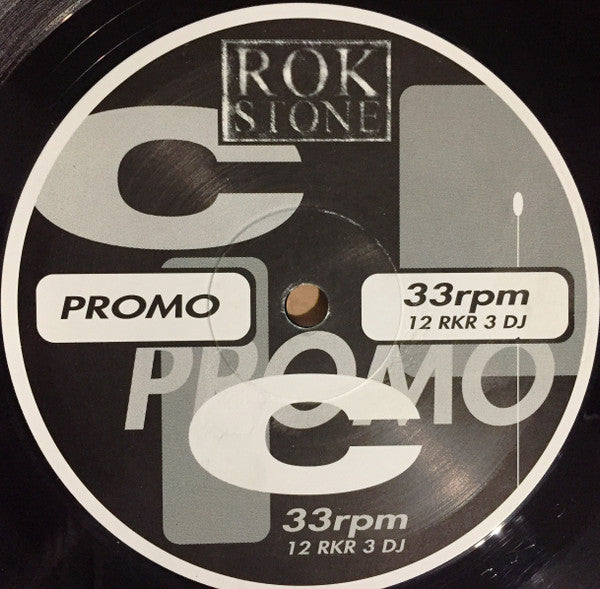 ROK
STONE
C
PROMO
33rpm
12 RKR 3 DJ
PROMO
C
33rpm
12 RKR 3 DJ